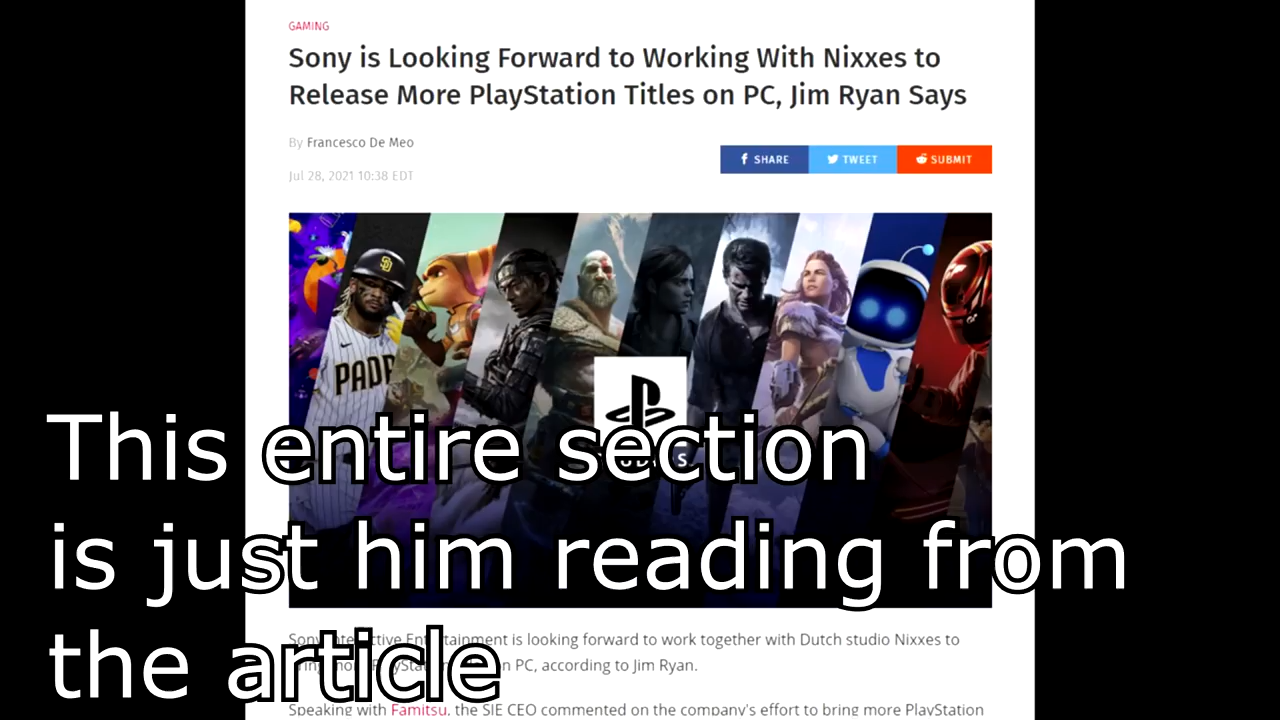 GAMING
Sony is Looking Forward to Working With Nixxes to
Release More PlayStation Titles on PC, Jim Ryan Says
By Francesco De Meo
Jul 28, 2021 10:38 EDT
SHARE
TWEET
SUBMIT
PADR
This entire section
is just him reading from
the article
Sony Interactive Entertainment is looking forward to work together with Dutch studio Nixxes to
PlayStation on PC, according to Jim Ryan.
Speaking with Famitsu, the SIE CEO commented on the company's effort to bring more PlayStation